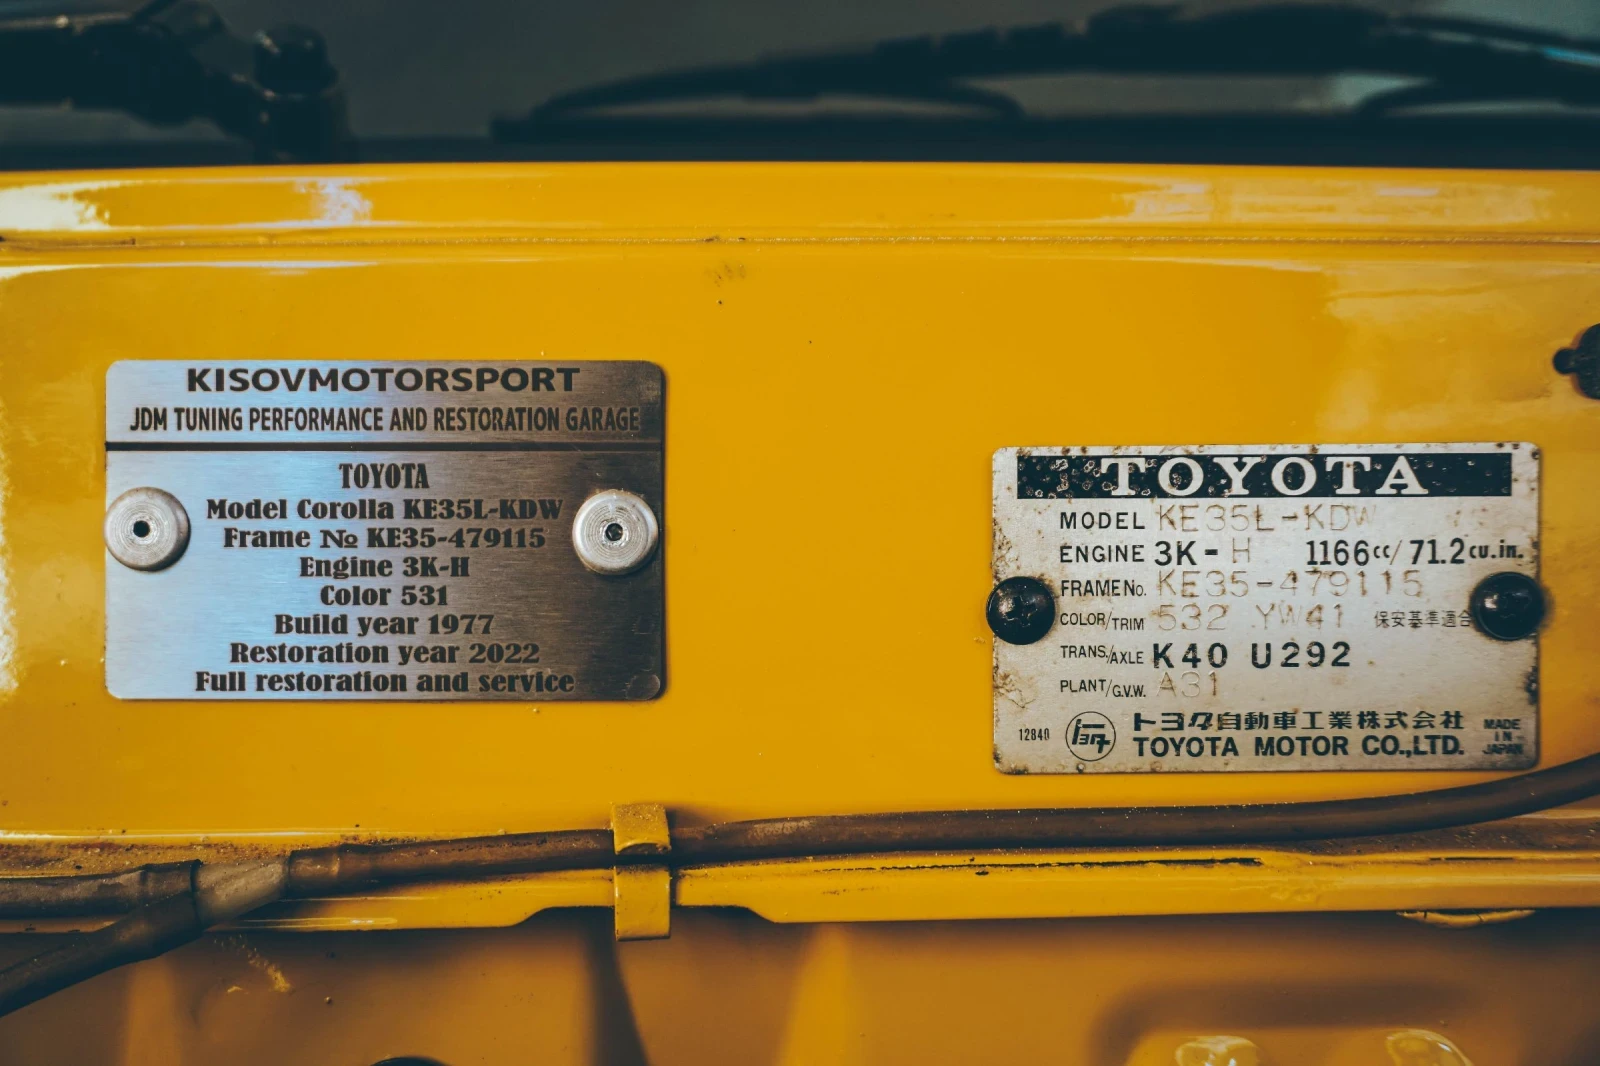 KISOVMOTORSPORT
JDM TUNING PERFORMANCE AND RESTORATION GARAGE
TOYOTA
Model Corolla KE35L-KDW
Frame № KE35-479115
Engine 3K-H
Color 531
Build year 1977
Restoration year 2022
Full restoration and service
TOYOTA
MODEL KE35L-KDW
ENGINE 3K-H 1166cc/71.2cu.in.
FRAME No. KE35-479115
COLOR/TRIM 532 YW41 保安基準適合
TRANS./AXLE K40 U292
PLANT/G.V.W. A31
12840 トヨタ トヨタ自動車工業株式会社
TOYOTA MOTOR CO.,LTD.
MADE IN JAPAN